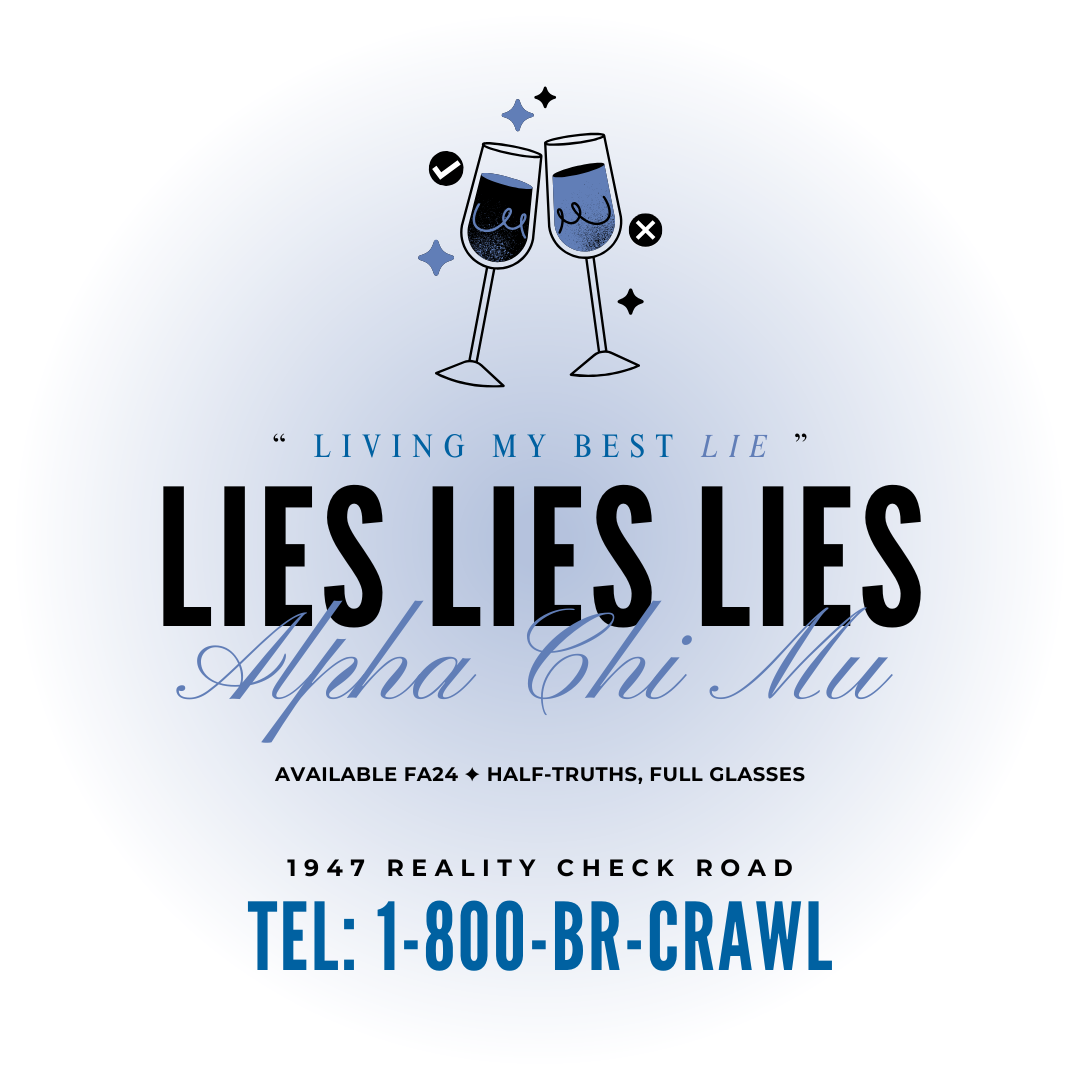 “ LIVING MY BEST LIE ”
LIES LIES LIES
Alpha Chi Mu
AVAILABLE FA24 ✦ HALF-TRUTHS, FULL GLASSES
1947 REALITY CHECK ROAD
TEL: 1-800-BR-CRAWL